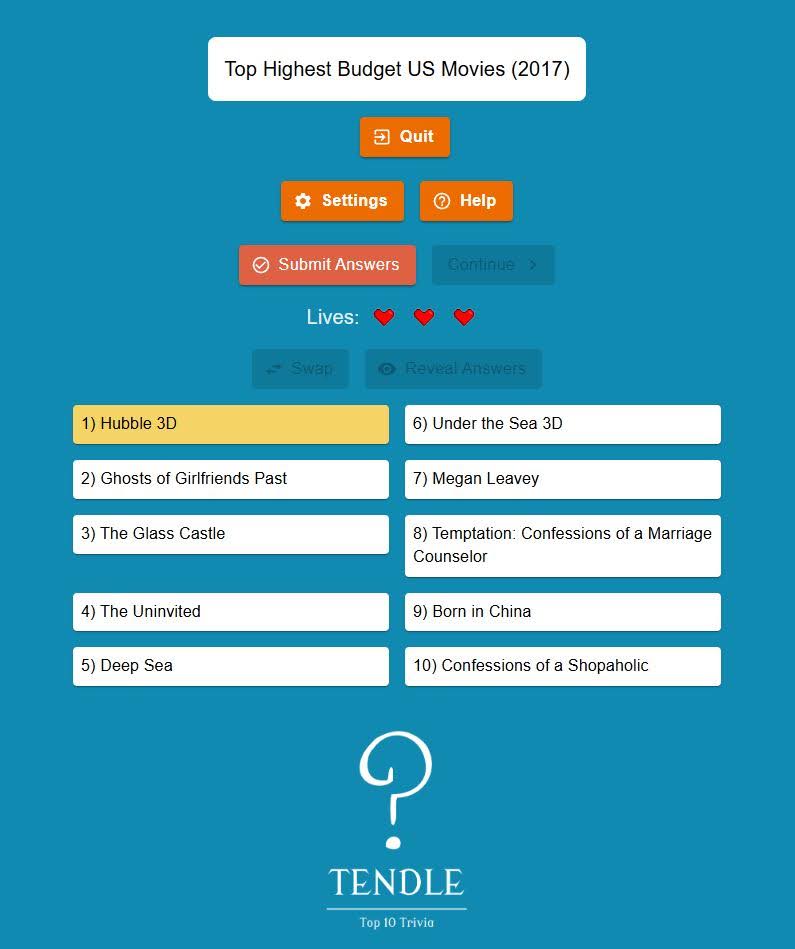 Top Highest Budget US Movies (2017)
Quit
Settings Help
Submit Answers Continue
Lives:
Swap Reveal Answers
1) Hubble 3D
2) Ghosts of Girlfriends Past
3) The Glass Castle
4) The Uninvited
5) Deep Sea
6) Under the Sea 3D
7) Megan Leavey
8) Temptation: Confessions of a Marriage
Counselor
9) Born in China
10) Confessions of a Shopaholic
?
TENDLE
Top 10 Trivia